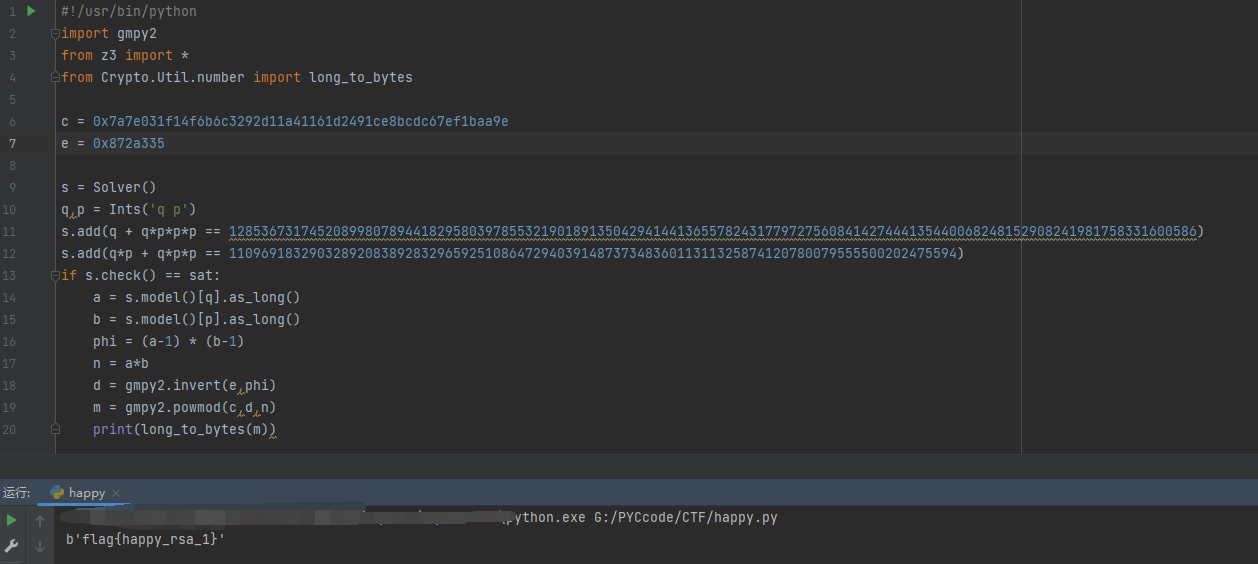 1 #!/usr/bin/python
2 import gmpy2
3 from z3 import *
4 from Crypto.Util.number import long_to_bytes
5
6 c = 0x7a7e031f14f6b6c3292d11a41161d2491ce8bcdc67ef1baa9e
7 e = 0x872a335
8
9 s = Solver()
10 q,p = Ints('q p')
11 s.add(q + q*p*p*p == 1285367317452089980789441829580397855321901891350429414413655782431779727560841427444135440068248152908241981758331600586)
12 s.add(q*p + q*p*p == 1109691832903289208389283296592510864729403914873734836011311325874120780079555500202475594)
13 if s.check() == sat:
14 a = s.model()[q].as_long()
15 b = s.model()[p].as_long()
16 phi = (a-1) * (b-1)
17 n = a*b
18 d = gmpy2.invert(e,phi)
19 m = gmpy2.powmod(c,d,n)
20 print(long_to_bytes(m))
运行: happy ×
\python.exe G:/PYCcode/CTF/happy.py
b'flag{happy_rsa_1}'